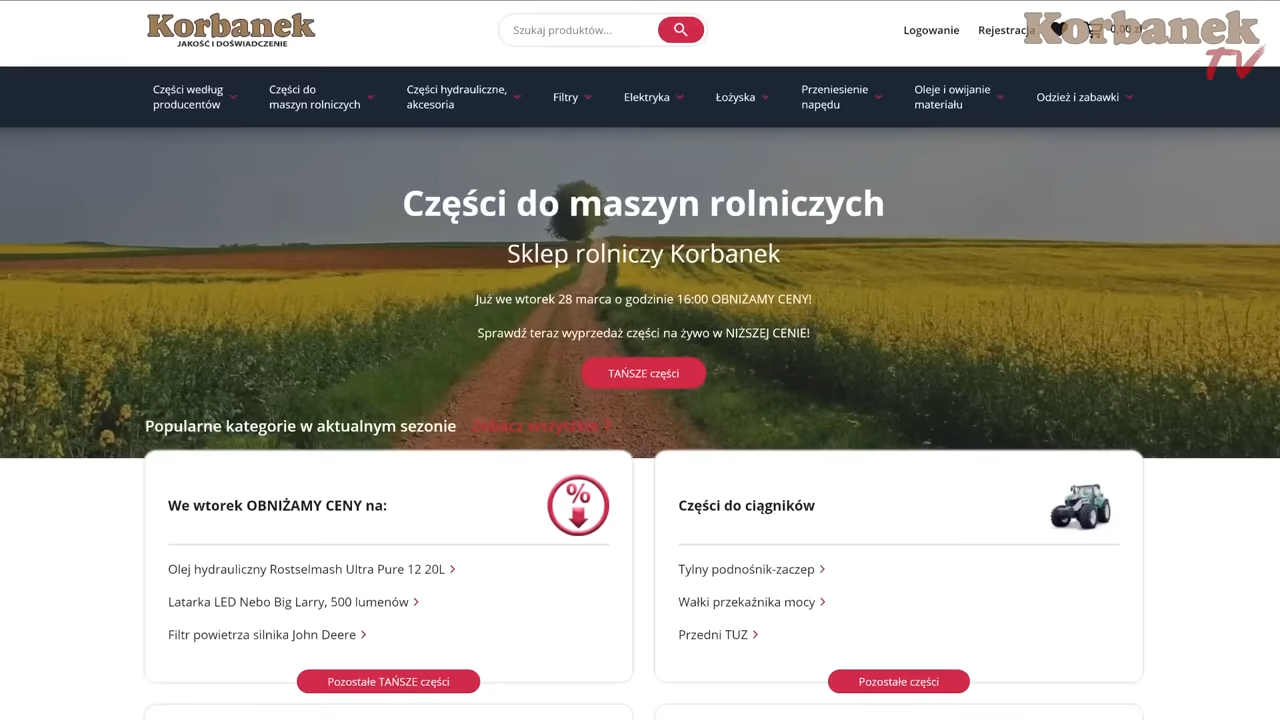 Korbanek
JAKOŚĆ I DOŚWIADCZENIE
Szukaj produktów...
Logowanie
Rejestracja
0,00 zł
Korbanek
TV
Części według
producentów
Części do
maszyn rolniczych
Części hydrauliczne,
akcesoria
Filtry
Elektryka
Łożyska
Przeniesienie
napędu
Oleje i owijanie
materiału
Odzież i zabawki
Części do maszyn rolniczych
Sklep rolniczy Korbanek
Już we wtorek 28 marca o godzinie 16:00 OBNIŻAMY CENY!
Sprawdź teraz wyprzedaż części na żywo w NIŻSZEJ CENIE!
TAŃSZE części
Popularne kategorie w aktualnym sezonie
Zobacz wszystkie
We wtorek OBNIŻAMY CENY na:
%
Olej hydrauliczny Rostselmash Ultra Pure 12 20L
Latarka LED Nebo Big Larry, 500 lumenów
Filtr powietrza silnika John Deere
Pozostałe TAŃSZE części
Części do ciągników
Tylny podnośnik-zaczep
Wałki przekaźnika mocy
Przedni TUZ
Pozostałe części